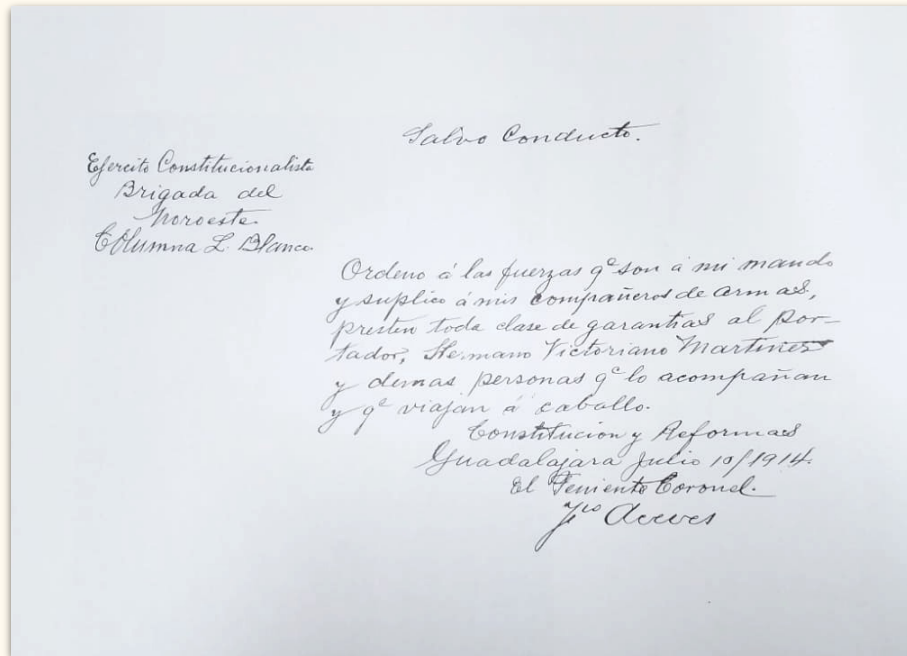 Salvo Conducto.
Ejercito Constitucionalista
Brigada del
Noroeste.
Columna L. Blanco.
Ordeno á las fuerzas qe son á mi mando
y suplico á mis compañeros de armas,
presten toda clase de garantias al por-
tador, Hermano Victoriano Martinez
y demas personas qe lo acompañan
y qe viajan á caballo.
Constitucion y Reformas
Guadalajara Julio 10/1914.
El Teniente Coronel.
Jco Aceves